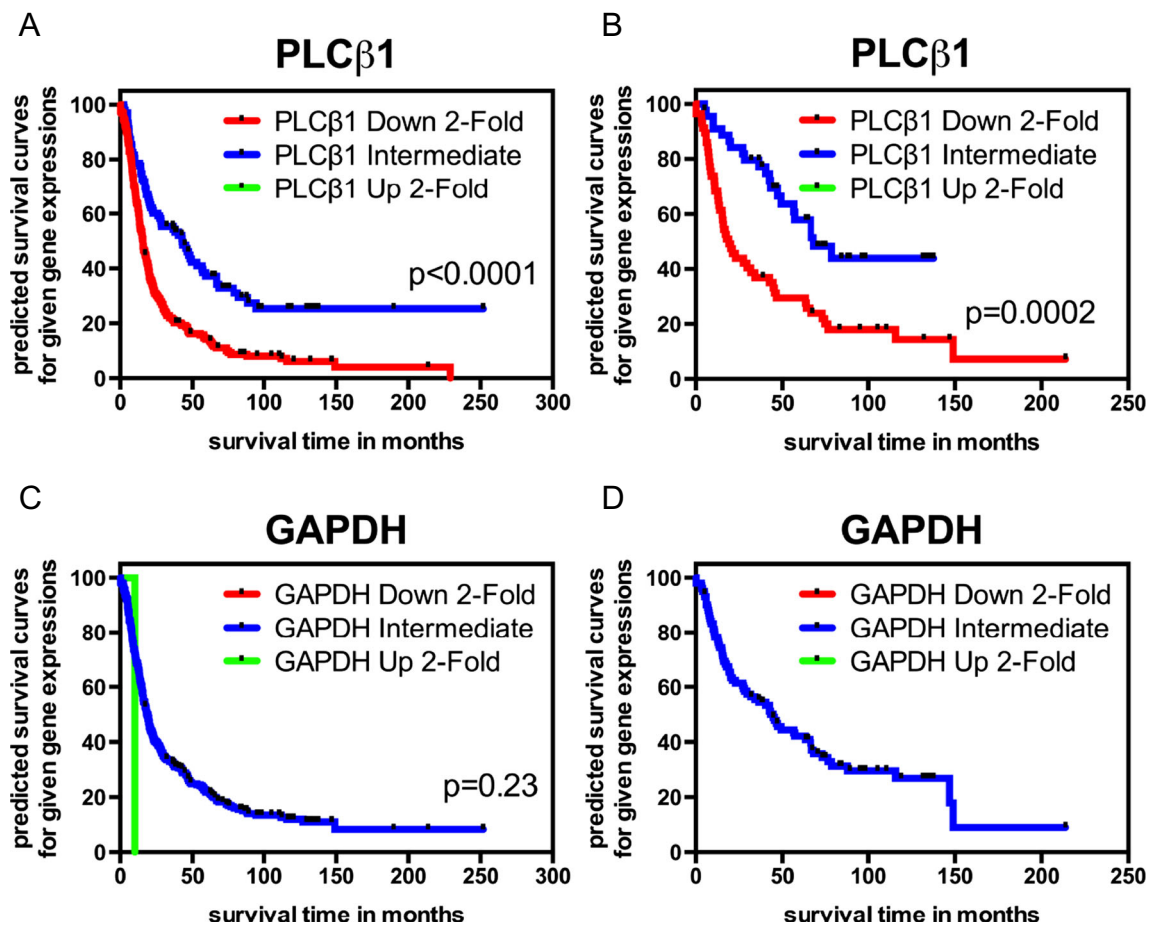 A
PLCβ1
predicted survival curves
for given gene expressions
100
80
60
40
20
0
PLCβ1 Down 2-Fold
PLCβ1 Intermediate
PLCβ1 Up 2-Fold
p<0.0001
0 50 100 150 200 250 300
survival time in months
B
PLCβ1
predicted survival curves
for given gene expressions
100
80
60
40
20
0
PLCβ1 Down 2-Fold
PLCβ1 Intermediate
PLCβ1 Up 2-Fold
p=0.0002
0 50 100 150 200 250
survival time in months
C
GAPDH
predicted survival curves
for given gene expressions
100
80
60
40
20
0
GAPDH Down 2-Fold
GAPDH Intermediate
GAPDH Up 2-Fold
p=0.23
0 50 100 150 200 250 300
survival time in months
D
GAPDH
predicted survival curves
for given gene expressions
100
80
60
40
20
0
GAPDH Down 2-Fold
GAPDH Intermediate
GAPDH Up 2-Fold
0 50 100 150 200 250
survival time in months